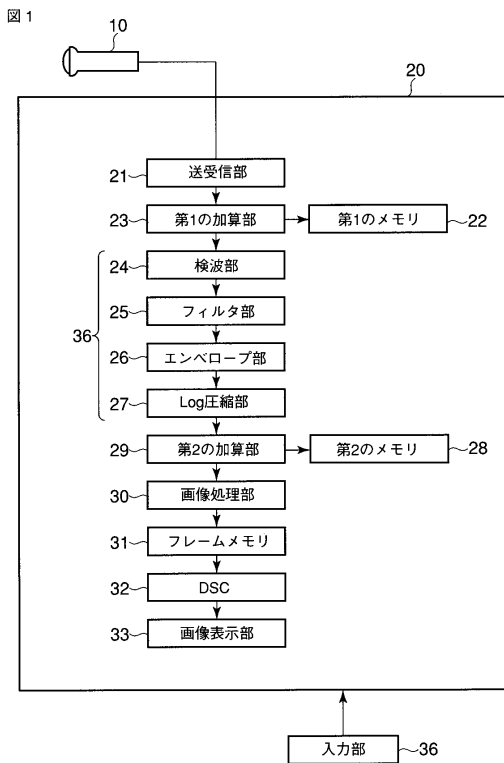 図1
10
20
21 送受信部
23 第1の加算部 第1のメモリ 22
24 検波部
25 フィルタ部
36
26 エンベロープ部
27 Log圧縮部
29 第2の加算部 第2のメモリ 28
30 画像処理部
31 フレームメモリ
32 DSC
33 画像表示部
入力部 36